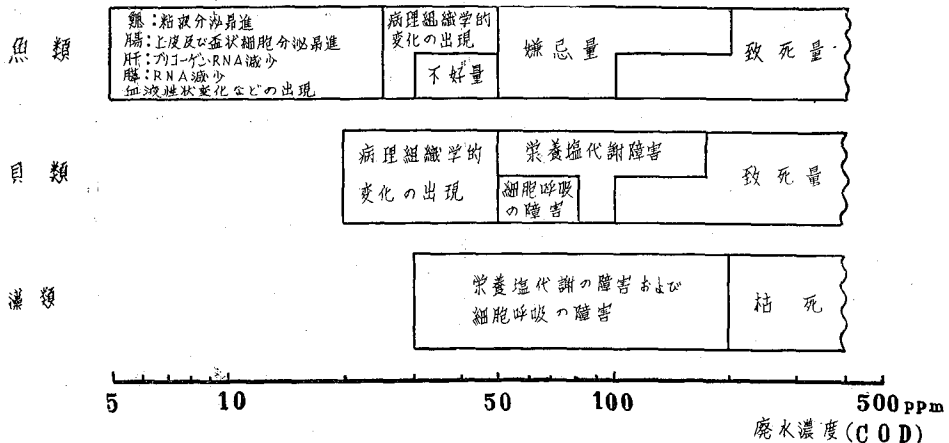 魚類
鰓:粘液分泌昴進
腸:上皮及び盃状細胞分泌昴進
肝:グリコーゲン・RNA減少
膵:RNA減少
血液性状変化などの出現
病理組織学的
変化の出現
不好量
嫌忌量
致死量
貝類
病理組織学的
変化の出現
栄養塩代謝障害
細胞呼吸
の障害
致死量
藻類
栄養塩代謝の障害および
細胞呼吸の障害
枯死
5 10 50 100 500 ppm
廃水濃度(COD)